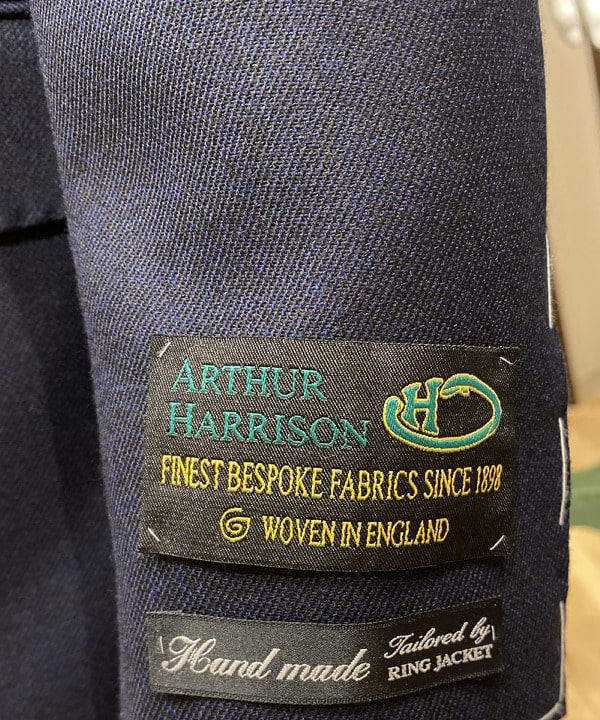 ARTHUR
HARRISON
H
FINEST BESPOKE FABRICS SINCE 1898
WOVEN IN ENGLAND
Hand made
Tailored by
RING JACKET